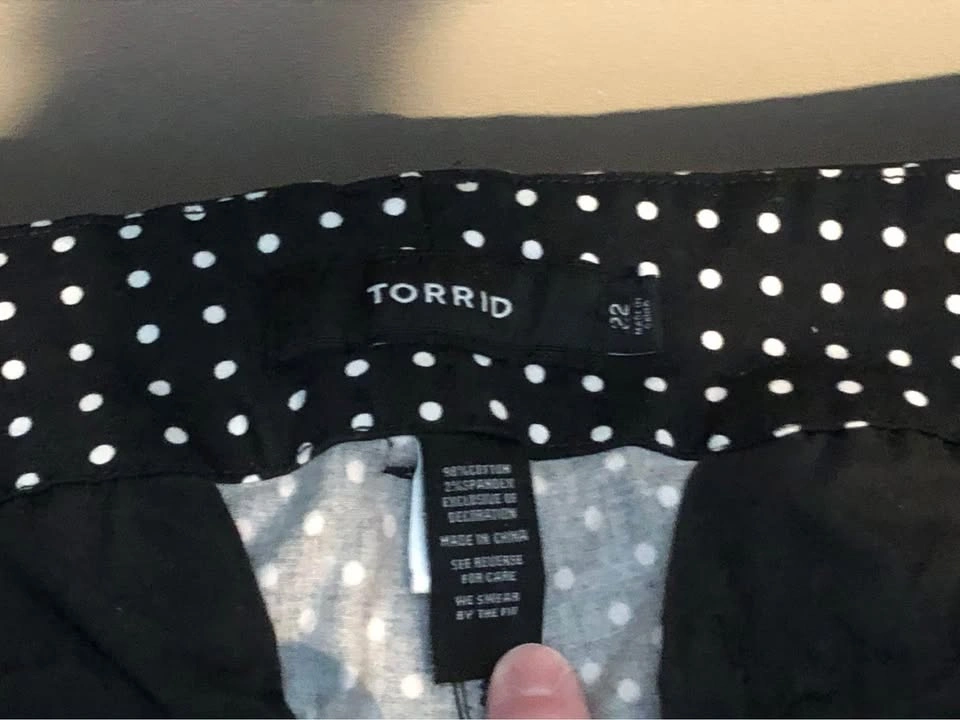 TORRID
22
MADE IN
CHINA
98%COTTON
2%SPANDEX
EXCLUSIVE OF
DECORATION
MADE IN CHINA
SEE REVERSE
FOR CARE
WE SWEAR
BY THE FIT